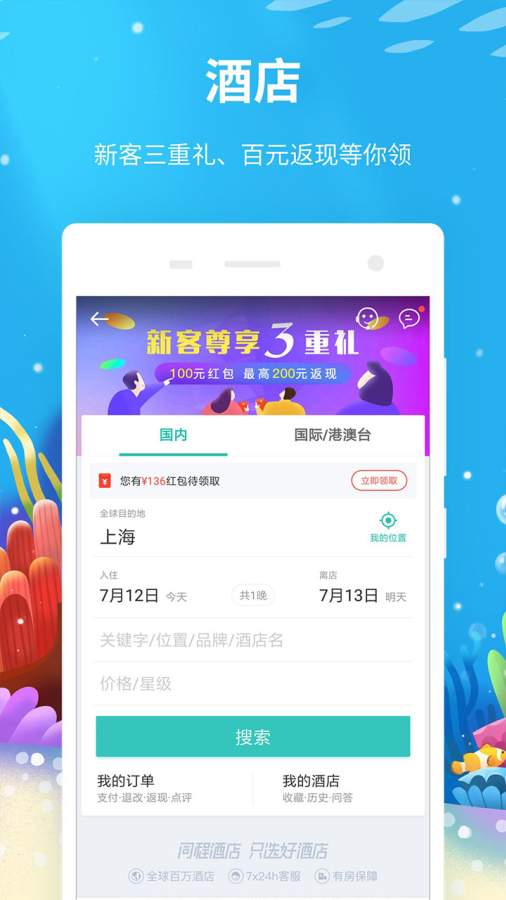 酒店
新客三重礼、百元返现等你领
新客尊享3重礼
100元红包 最高200元返现
国内 国际/港澳台
¥ 您有¥136红包待领取 立即领取
全球目的地
上海
我的位置
入住 离店
7月12日 今天 共1晚 7月13日 明天
关键字/位置/品牌/酒店名
价格/星级
搜索
我的订单 我的酒店
支付·退改·返现·点评 收藏·历史·问答
同程酒店 只选好酒店
全球百万酒店 7x24h客服 有房保障